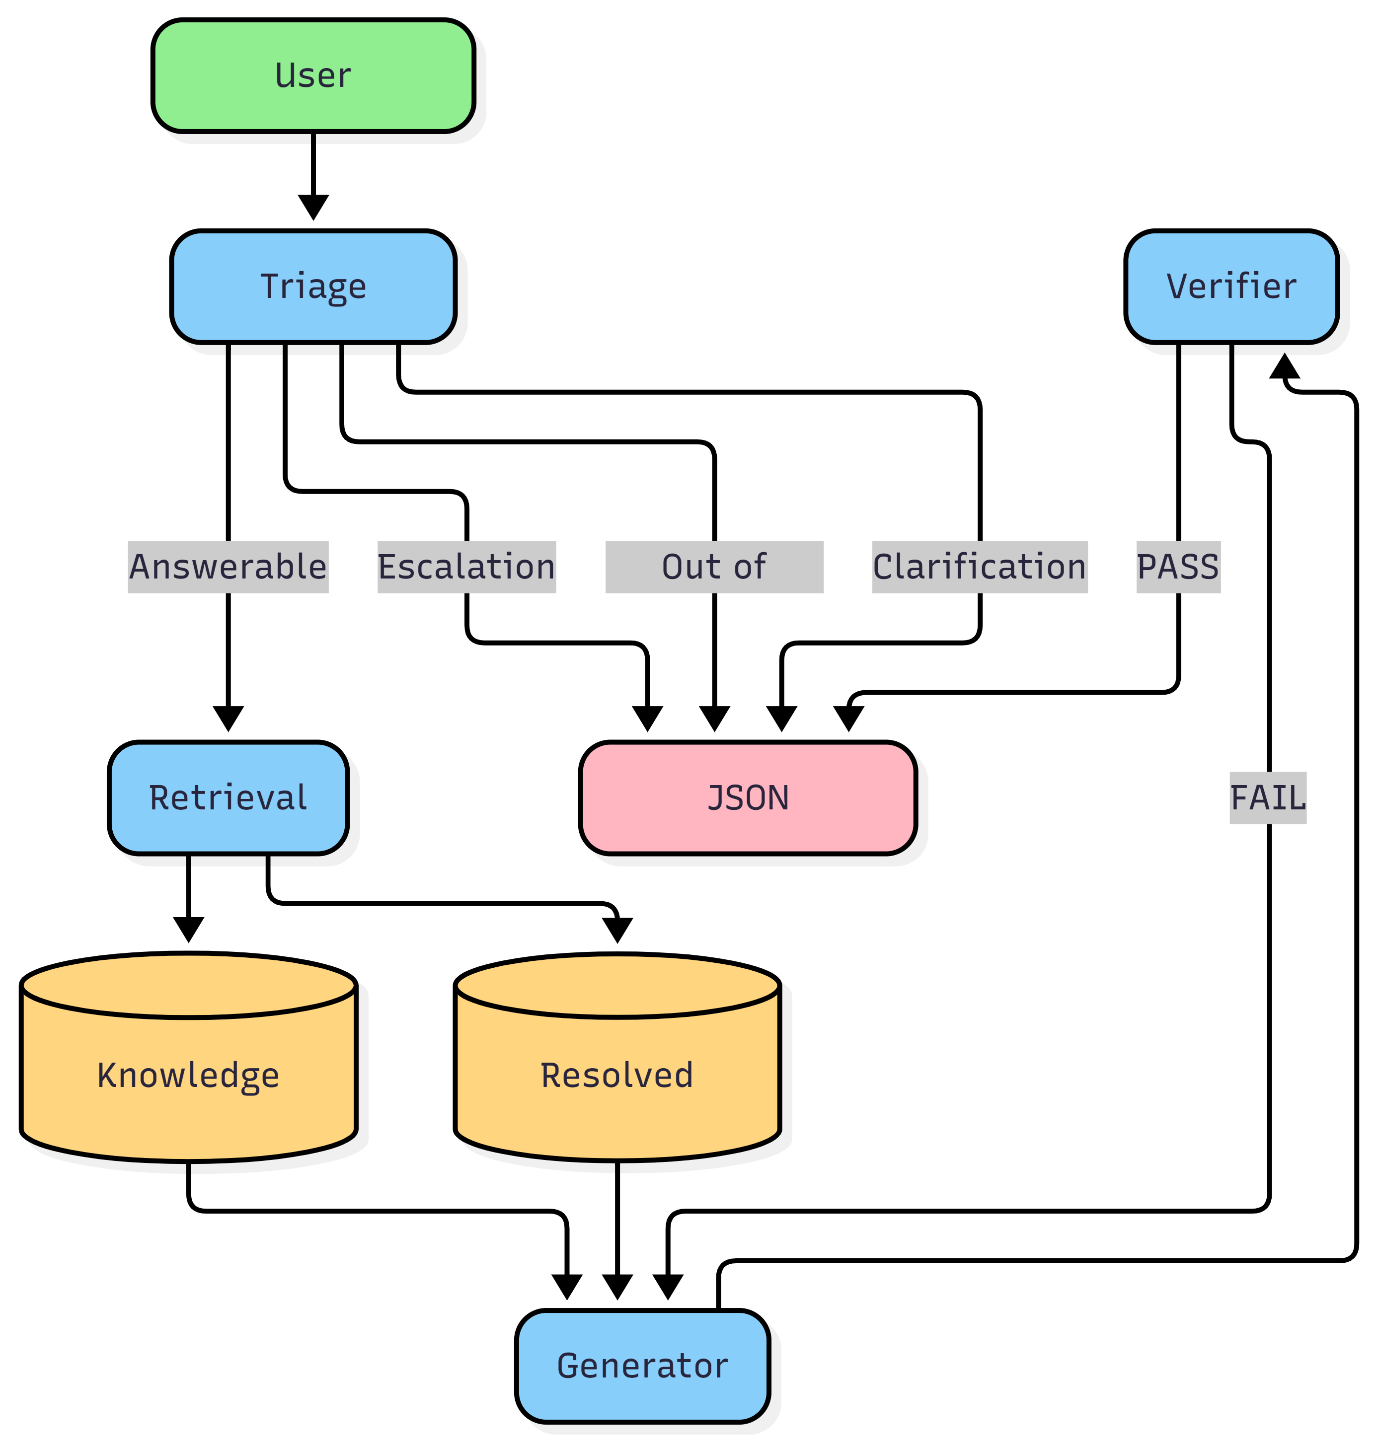 User
Triage
Verifier
Answerable
Escalation
Out of
Clarification
PASS
Retrieval
JSON
FAIL
Knowledge
Resolved
Generator